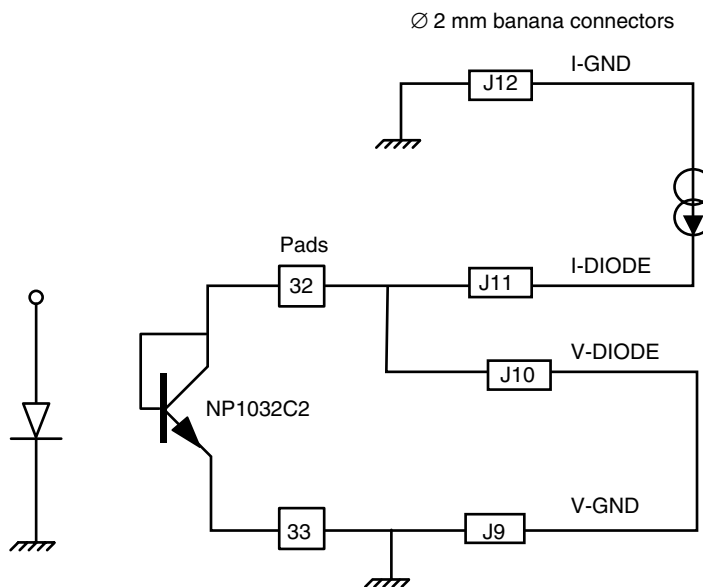 ∅ 2 mm banana connectors
I-GND
J12
Pads
I-DIODE
32
J11
V-DIODE
J10
NP1032C2
V-GND
33
J9